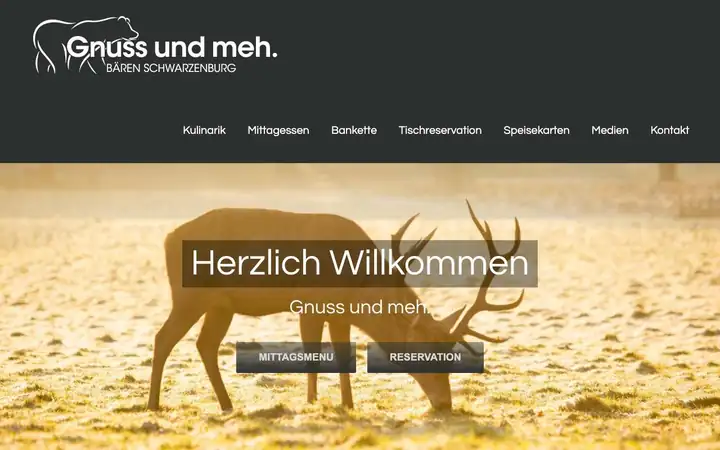 Gnuss und meh.
BÄREN SCHWARZENBURG
Kulinarik Mittagessen Bankette Tischreservation Speisekarten Medien Kontakt
Herzlich Willkommen
Gnuss und meh.
MITTAGSMENU RESERVATION